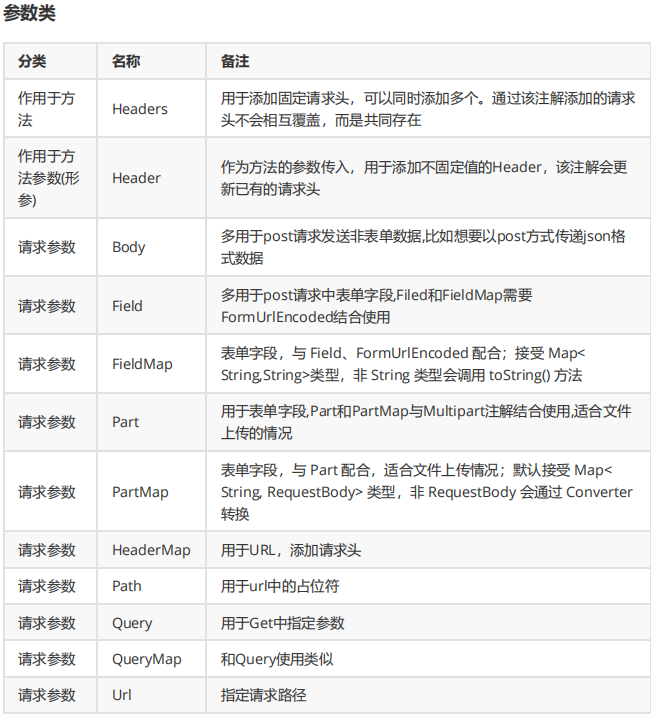 参数类
分类 名称 备注
作用于方
法
Headers
用于添加固定请求头，可以同时添加多个。通过该注解添加的请求
头不会相互覆盖，而是共同存在
作用于方
法参数(形
参)
Header
作为方法的参数传入，用于添加不固定值的Header，该注解会更
新已有的请求头
请求参数
Body
多用于post请求发送非表单数据,比如想要以post方式传递json格
式数据
请求参数
Field
多用于post请求中表单字段,Filed和FieldMap需要
FormUrlEncoded结合使用
请求参数
FieldMap
表单字段，与 Field、FormUrlEncoded 配合；接受 Map<
String,String>类型，非 String 类型会调用 toString() 方法
请求参数
Part
用于表单字段,Part和PartMap与Multipart注解结合使用,适合文件
上传的情况
请求参数
PartMap
表单字段，与 Part 配合，适合文件上传情况；默认接受 Map<
String, RequestBody> 类型，非 RequestBody 会通过 Converter
转换
请求参数 HeaderMap 用于URL，添加请求头
请求参数 Path 用于url中的占位符
请求参数 Query 用于Get中指定参数
请求参数 QueryMap 和Query使用类似
请求参数 Url 指定请求路径